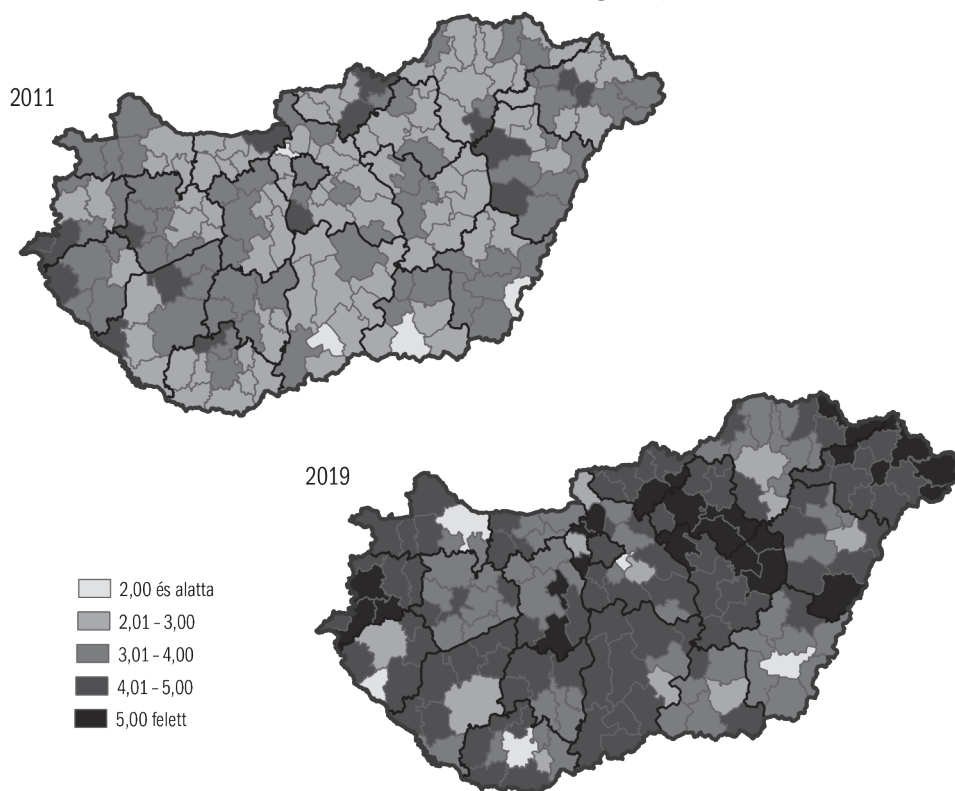 2011
2019
2,00 és alatta
2,01 – 3,00
3,01 – 4,00
4,01 – 5,00
5,00 felett